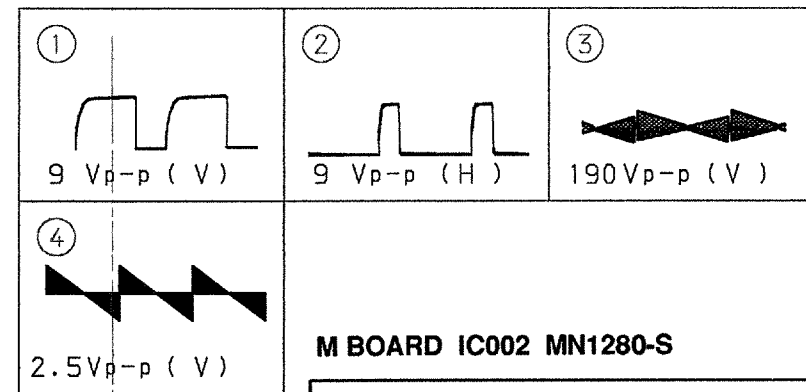 ①
②
③
9 Vp-p ( V )
9 Vp-p (H )
190Vp-p (V )
④
2.5Vp-p ( V )
M BOARD IC002 MN1280-S